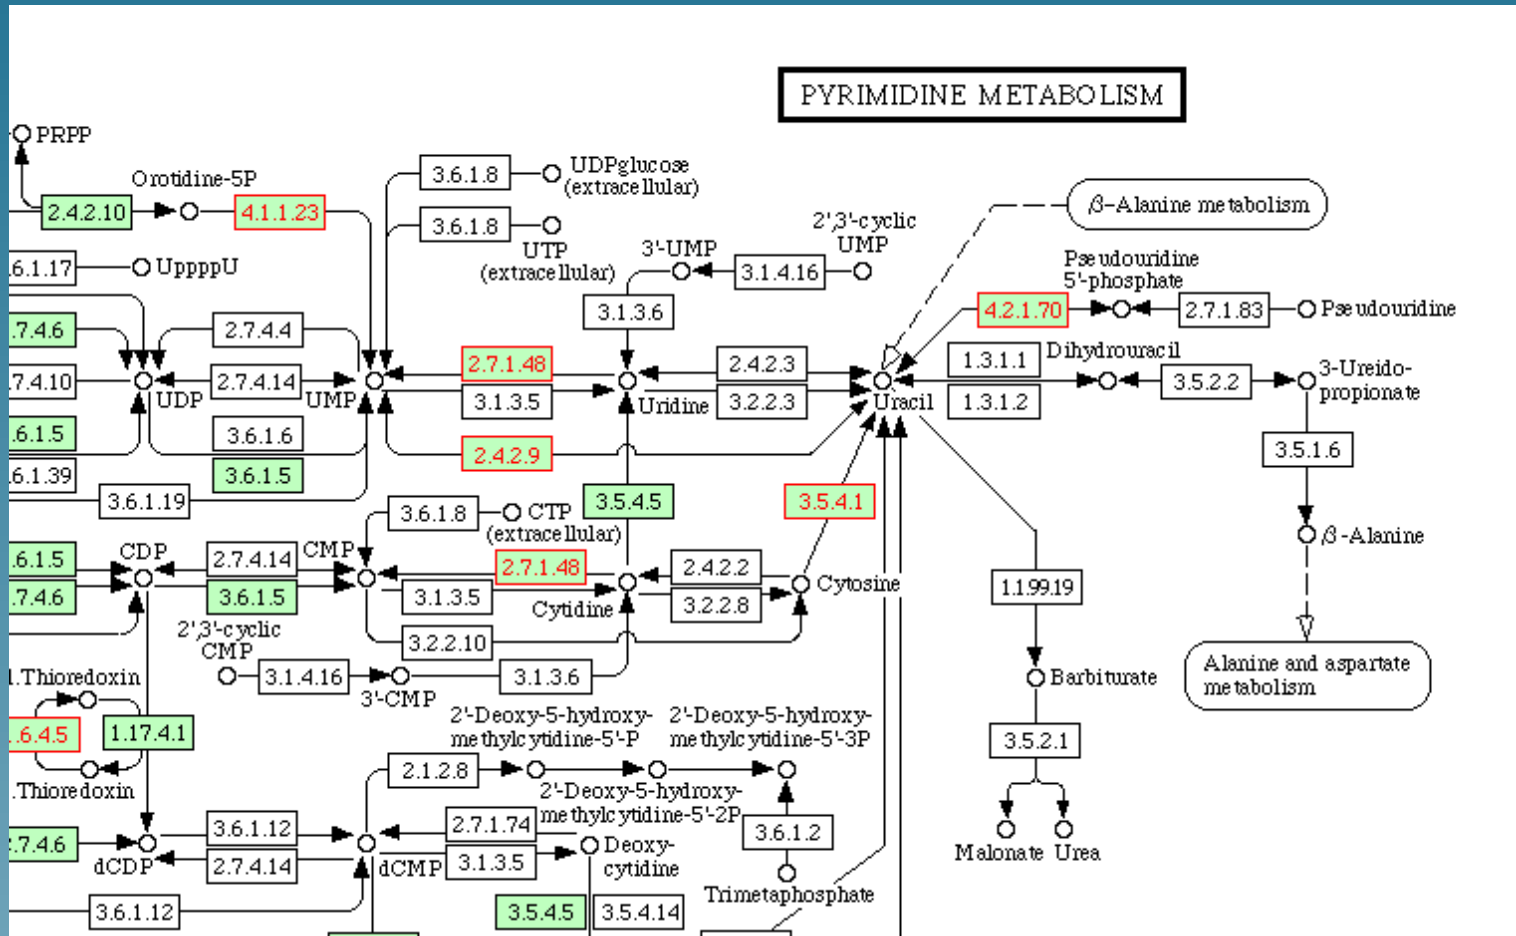 PYRIMIDINE METABOLISM
PRPP
Orotidine-5P
2.4.2.10
4.1.1.23
3.6.1.8
UDPglucose
(extracellular)
3.6.1.8
UTP
(extracellular)
.6.1.17
UppppU
3'-UMP
2',3'-cyclic
UMP
3.1.4.16
3.1.3.6
β-Alanine metabolism
Pseudouridine
5'-phosphate
4.2.1.70
2.7.1.83
Pseudouridine
.7.4.6
2.7.4.4
2.7.1.48
2.4.2.3
1.3.1.1
Dihydrouracil
.7.4.10
UDP
2.7.4.14
UMP
3.1.3.5
Uridine
3.2.2.3
Uracil
1.3.1.2
3.5.2.2
3-Ureido-
propionate
.6.1.5
3.6.1.6
2.4.2.9
3.5.1.6
.6.1.39
3.6.1.5
3.6.1.19
3.5.4.5
3.5.4.1
3.6.1.8
CTP
(extracellular)
β-Alanine
.6.1.5
CDP
2.7.4.14
CMP
2.7.1.48
2.4.2.2
Cytosine
.7.4.6
3.6.1.5
3.1.3.5
Cytidine
3.2.2.8
1.1.99.19
2',3'-cyclic
CMP
3.2.2.10
3.1.4.16
3'-CMP
3.1.3.6
Barbiturate
Alanine and aspartate
metabolism
.Thioredoxin
.6.4.5
1.17.4.1
.Thioredoxin
2'-Deoxy-5-hydroxy-
methylcytidine-5'-P
2'-Deoxy-5-hydroxy-
methylcytidine-5'-3P
2.1.2.8
2'-Deoxy-5-hydroxy-
methylcytidine-5'-2P
3.5.2.1
.7.4.6
dCDP
3.6.1.12
2.7.4.14
dCMP
2.7.1.74
3.1.3.5
Deoxy-
cytidine
3.6.1.2
Trimetaphosphate
Malonate
Urea
3.6.1.12
3.5.4.5
3.5.4.14